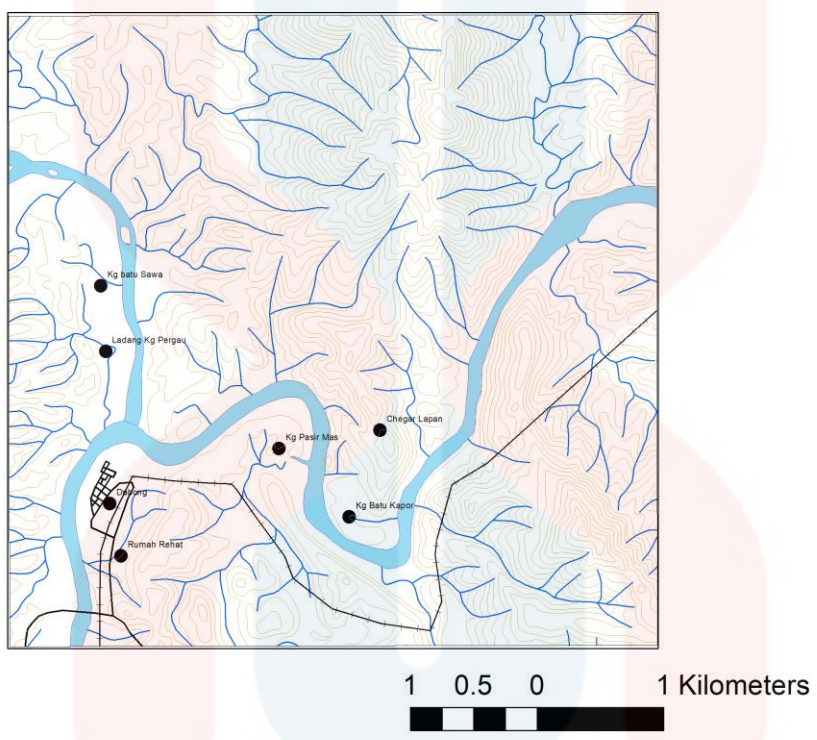 Kg batu Sawa
Ladang Kg Pergau
Chegar Lapan
Kg Pasir Mas
Dabong
Kg Batu Kapor
Rumah Rehat
1 0.5 0 1 Kilometers